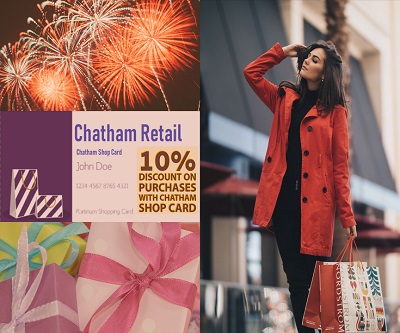 Chatham Retail
Chatham Shop Card
John Doe
1234 4567 8765 4321
Platinum Shopping Card
10%
DISCOUNT ON
PURCHASES
WITH CHATHAM
SHOP CARD
NORDSTROM